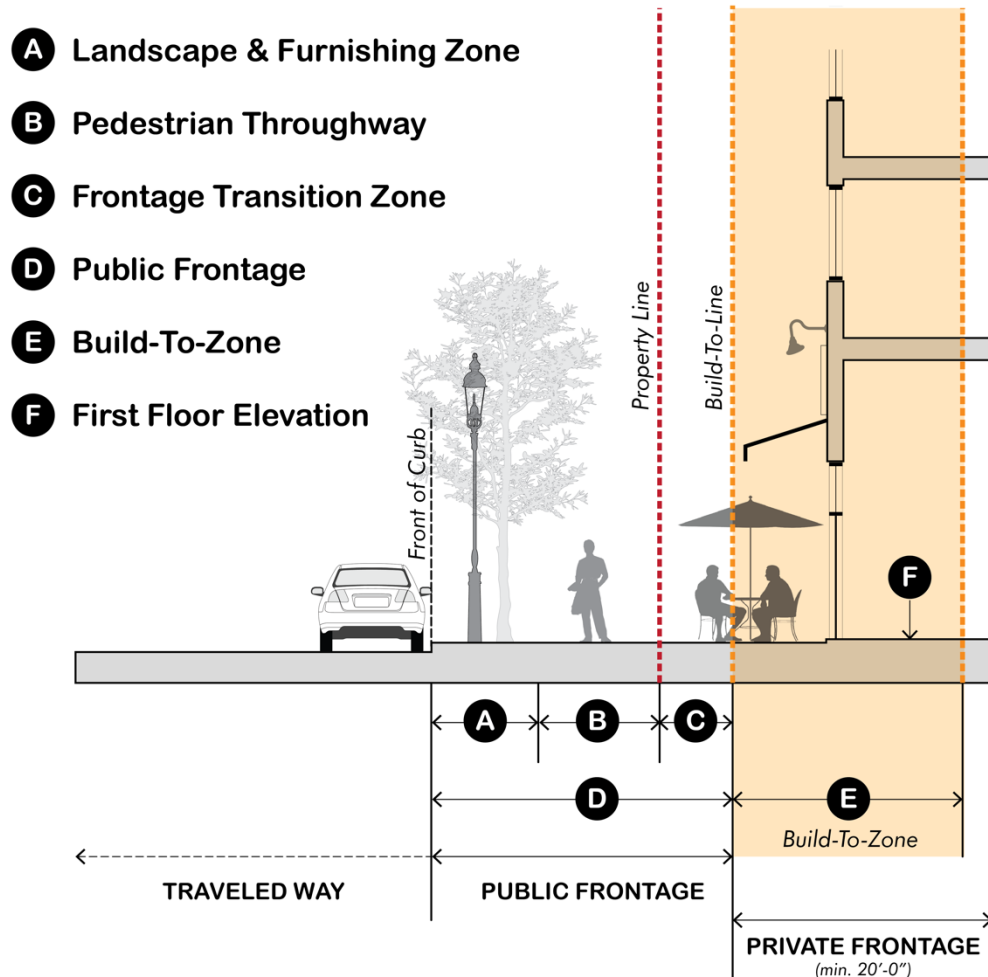 A Landscape & Furnishing Zone
B Pedestrian Throughway
C Frontage Transition Zone
D Public Frontage
E Build-To-Zone
F First Floor Elevation
Front of Curb
Property Line
Build-To-Line
F
A B C
D E
Build-To-Zone
TRAVELED WAY PUBLIC FRONTAGE
PRIVATE FRONTAGE
(min. 20'-0")